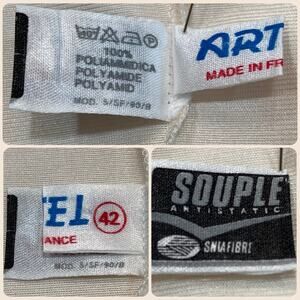 100%
POLIAMMIDICA
POLYAMIDE
POLYAMID
MOD. S/SF/90/B
ART
MADE IN FR
TEL
42
ANCE
MOD. S/SF/90/B
SOUPLE
ANTISTATIC
SNIAFIBRE